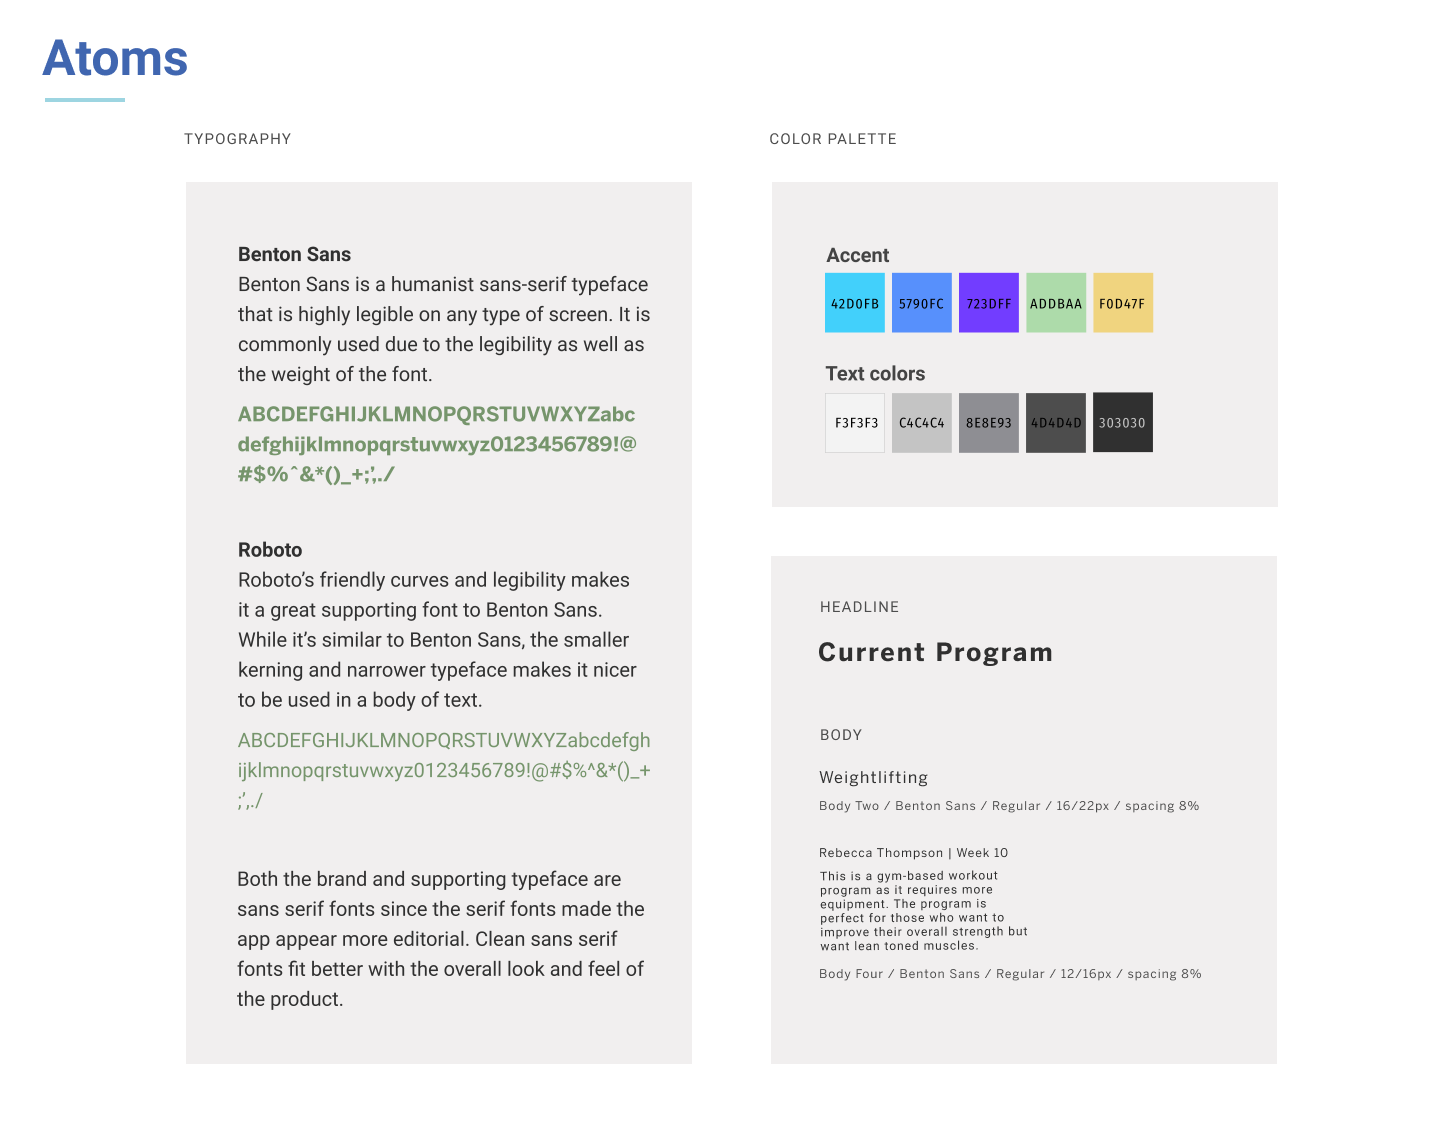 Atoms
TYPOGRAPHY
Benton Sans
Benton Sans is a humanist sans-serif typeface
that is highly legible on any type of screen. It is
commonly used due to the legibility as well as
the weight of the font.
ABCDEFGHIJKLMNOPQRSTUVWXYZabc
defghijklmnopqrstuvwxyz0123456789!@
#$%ˆ&*()_+;’,./
Roboto
Roboto’s friendly curves and legibility makes
it a great supporting font to Benton Sans.
While it’s similar to Benton Sans, the smaller
kerning and narrower typeface makes it nicer
to be used in a body of text.
ABCDEFGHIJKLMNOPQRSTUVWXYZabcdefgh
ijklmnopqrstuvwxyz0123456789!@#$%^&*()_+
;’,./
Both the brand and supporting typeface are
sans serif fonts since the serif fonts made the
app appear more editorial. Clean sans serif
fonts fit better with the overall look and feel of
the product.
COLOR PALETTE
Accent
42D0FB 5790FC 723DFF ADDBAA F0D47F
Text colors
F3F3F3 C4C4C4 8E8E93 4D4D4D 303030
HEADLINE
Current Program
BODY
Weightlifting
Body Two / Benton Sans / Regular / 16/22px / spacing 8%
Rebecca Thompson | Week 10
This is a gym-based workout
program as it requires more
equipment. The program is
perfect for those who want to
improve their overall strength but
want lean toned muscles.
Body Four / Benton Sans / Regular / 12/16px / spacing 8%